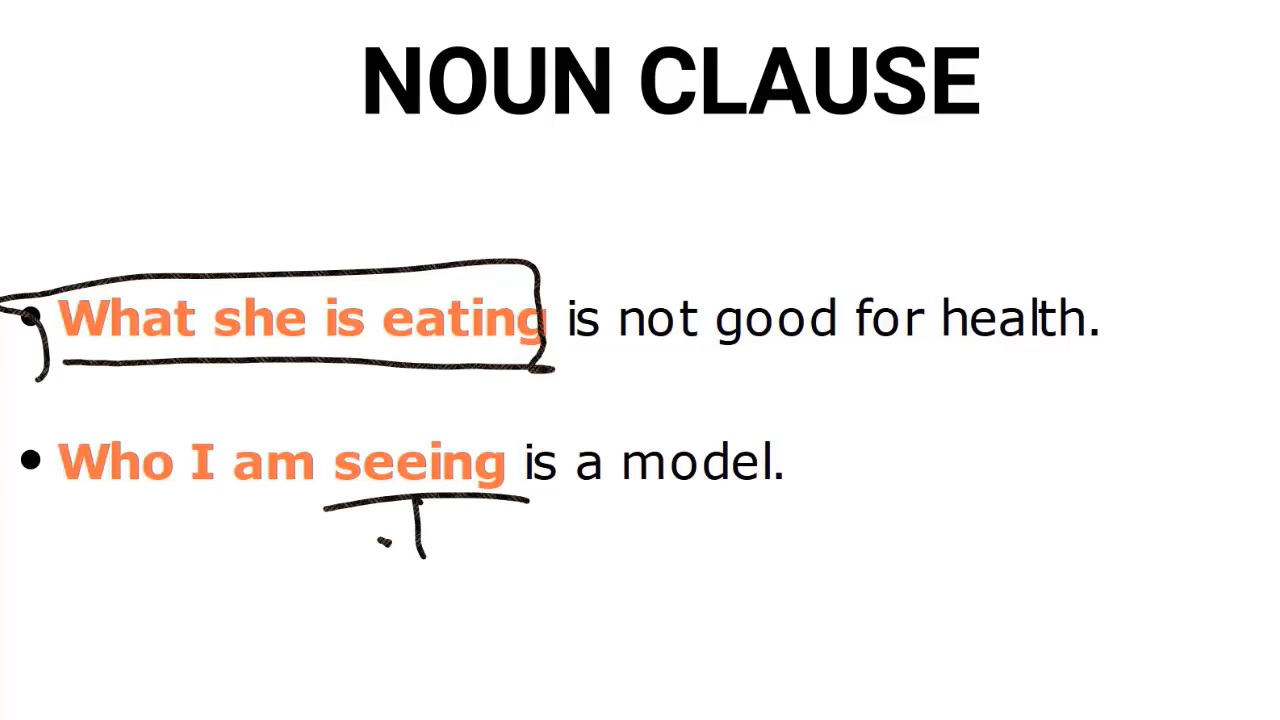 NOUN CLAUSE
• What she is eating is not good for health.
• Who I am seeing is a model.